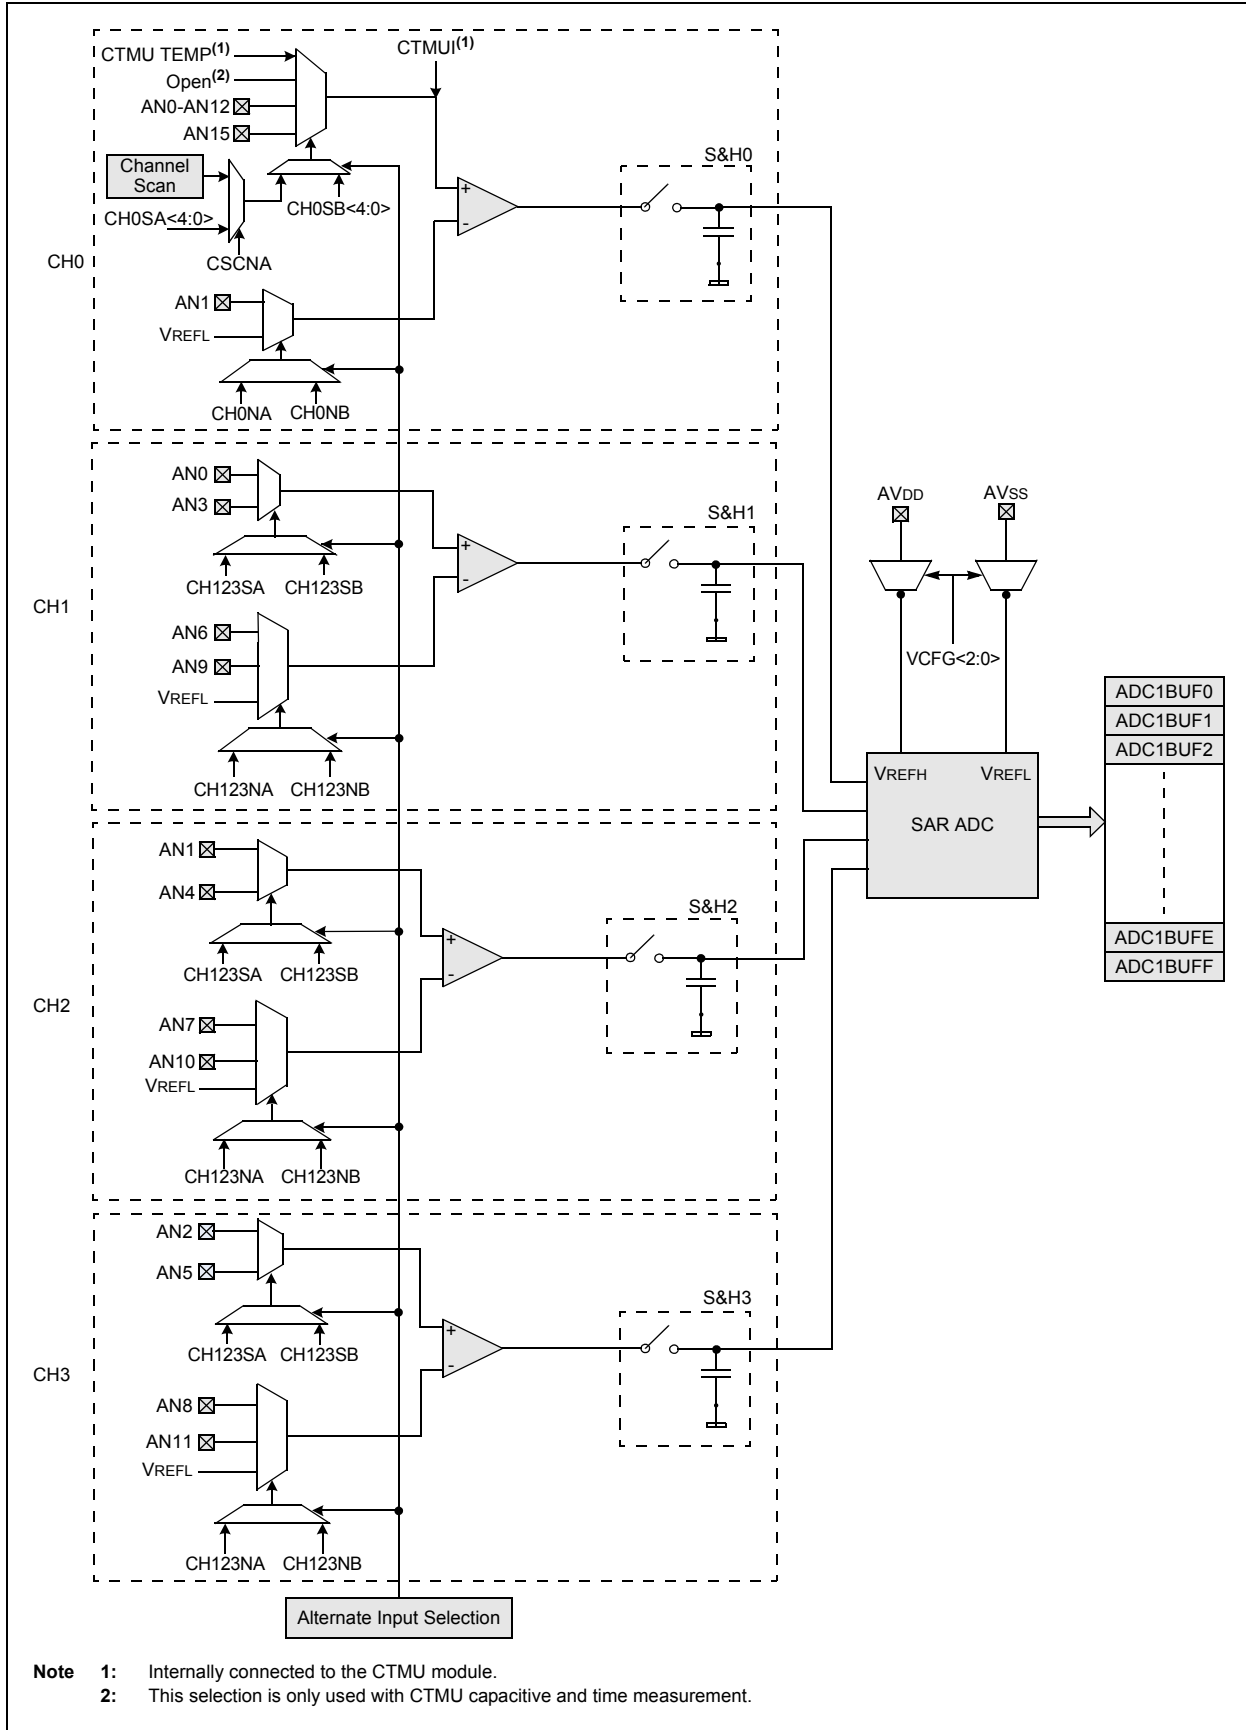 CTMU TEMP(1)
CTMUI(1)
Open(2)
AN0-AN12
AN15
Channel
Scan
CH0SB<4:0>
CH0SA<4:0>
CSCNA
CH0
+
-
S&H0
AN1
VREFL
CH0NA
CH0NB
AN0
AN3
CH123SA
CH123SB
CH1
+
-
S&H1
AN6
AN9
VREFL
CH123NA
CH123NB
AN1
AN4
CH123SA
CH123SB
CH2
+
-
S&H2
AN7
AN10
VREFL
CH123NA
CH123NB
AN2
AN5
CH123SA
CH123SB
CH3
+
-
S&H3
AN8
AN11
VREFL
CH123NA
CH123NB
AVDD
AVSS
VCFG<2:0>
VREFH
VREFL
SAR ADC
ADC1BUF0
ADC1BUF1
ADC1BUF2
ADC1BUFE
ADC1BUFF
Alternate Input Selection
Note 1: Internally connected to the CTMU module.
2: This selection is only used with CTMU capacitive and time measurement.